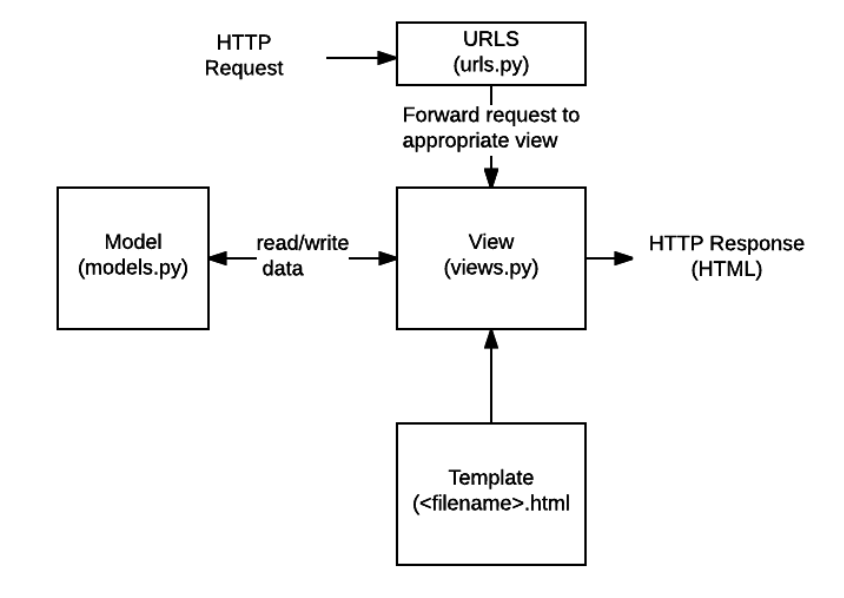 HTTP
Request
URLS
(urls.py)
Forward request to
appropriate view
Model
(models.py)
read/write
data
View
(views.py)
HTTP Response
(HTML)
Template
(<filename>.html